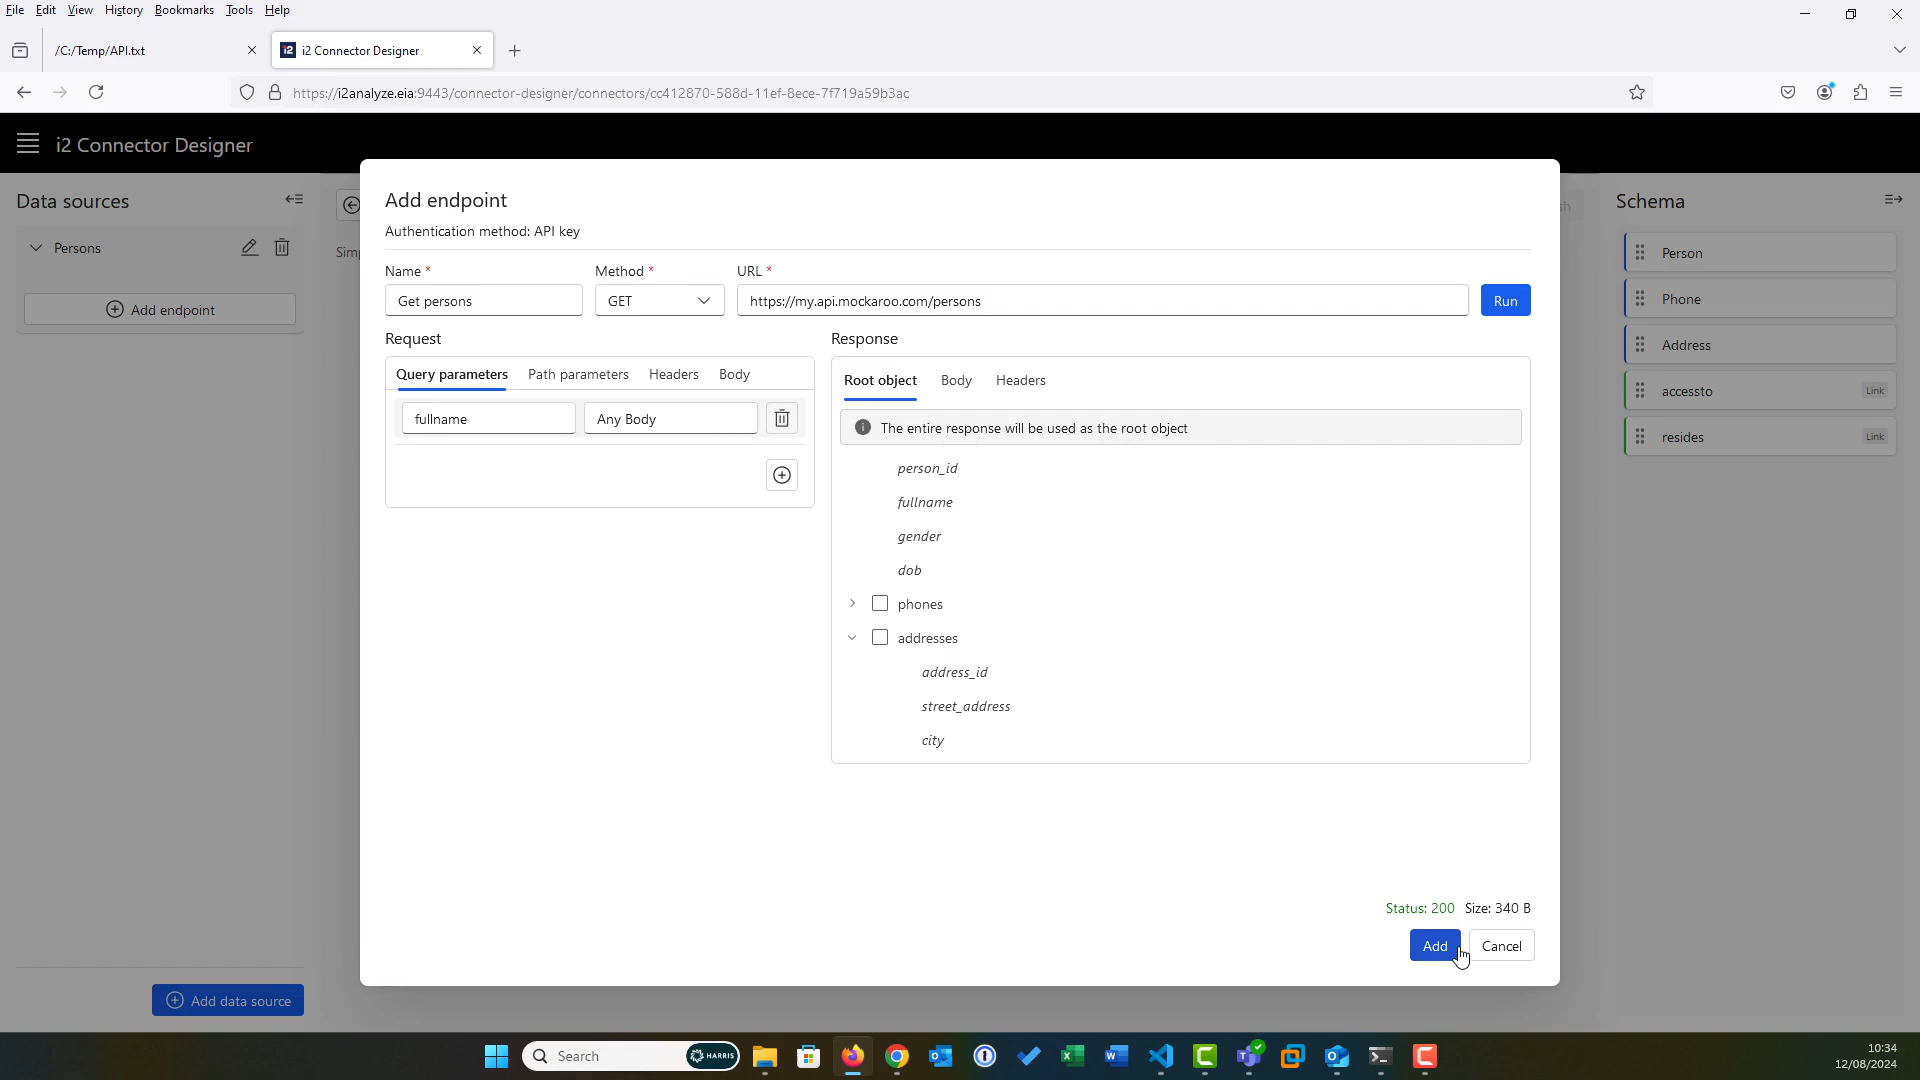 File Edit View History Bookmarks Tools Help
/C:/Temp/API.txt
i2 Connector Designer
https://i2analyze.eia:9443/connector-designer/connectors/cc412870-588d-11ef-8ece-7f719a59b3ac
i2 Connector Designer
Data sources
Persons
Add endpoint
Add data source
Add endpoint
Authentication method: API key
Name * Method * URL *
Get persons GET https://my.api.mockaroo.com/persons Run
Request
Query parameters Path parameters Headers Body
fullname Any Body
Response
Root object Body Headers
The entire response will be used as the root object
person_id
fullname
gender
dob
phones
addresses
address_id
street_address
city
Status: 200 Size: 340 B
Add Cancel
Schema
Person
Phone
Address
accessto Link
resides Link
Search HARRIS
10:34
12/08/2024